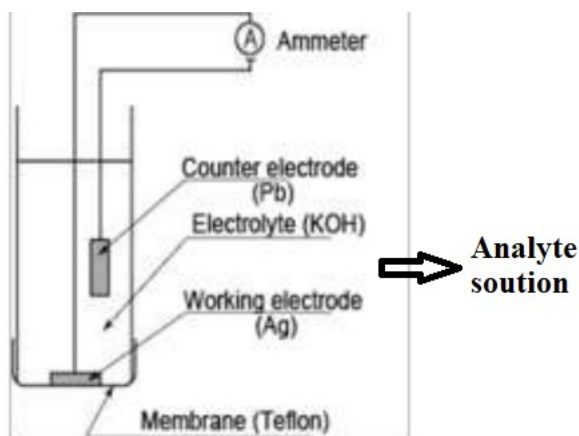 A Ammeter
Counter electrode
(Pb)
Electrolyte (KOH)
Analyte
soution
Working electrode
(Ag)
Membrane (Teflon)